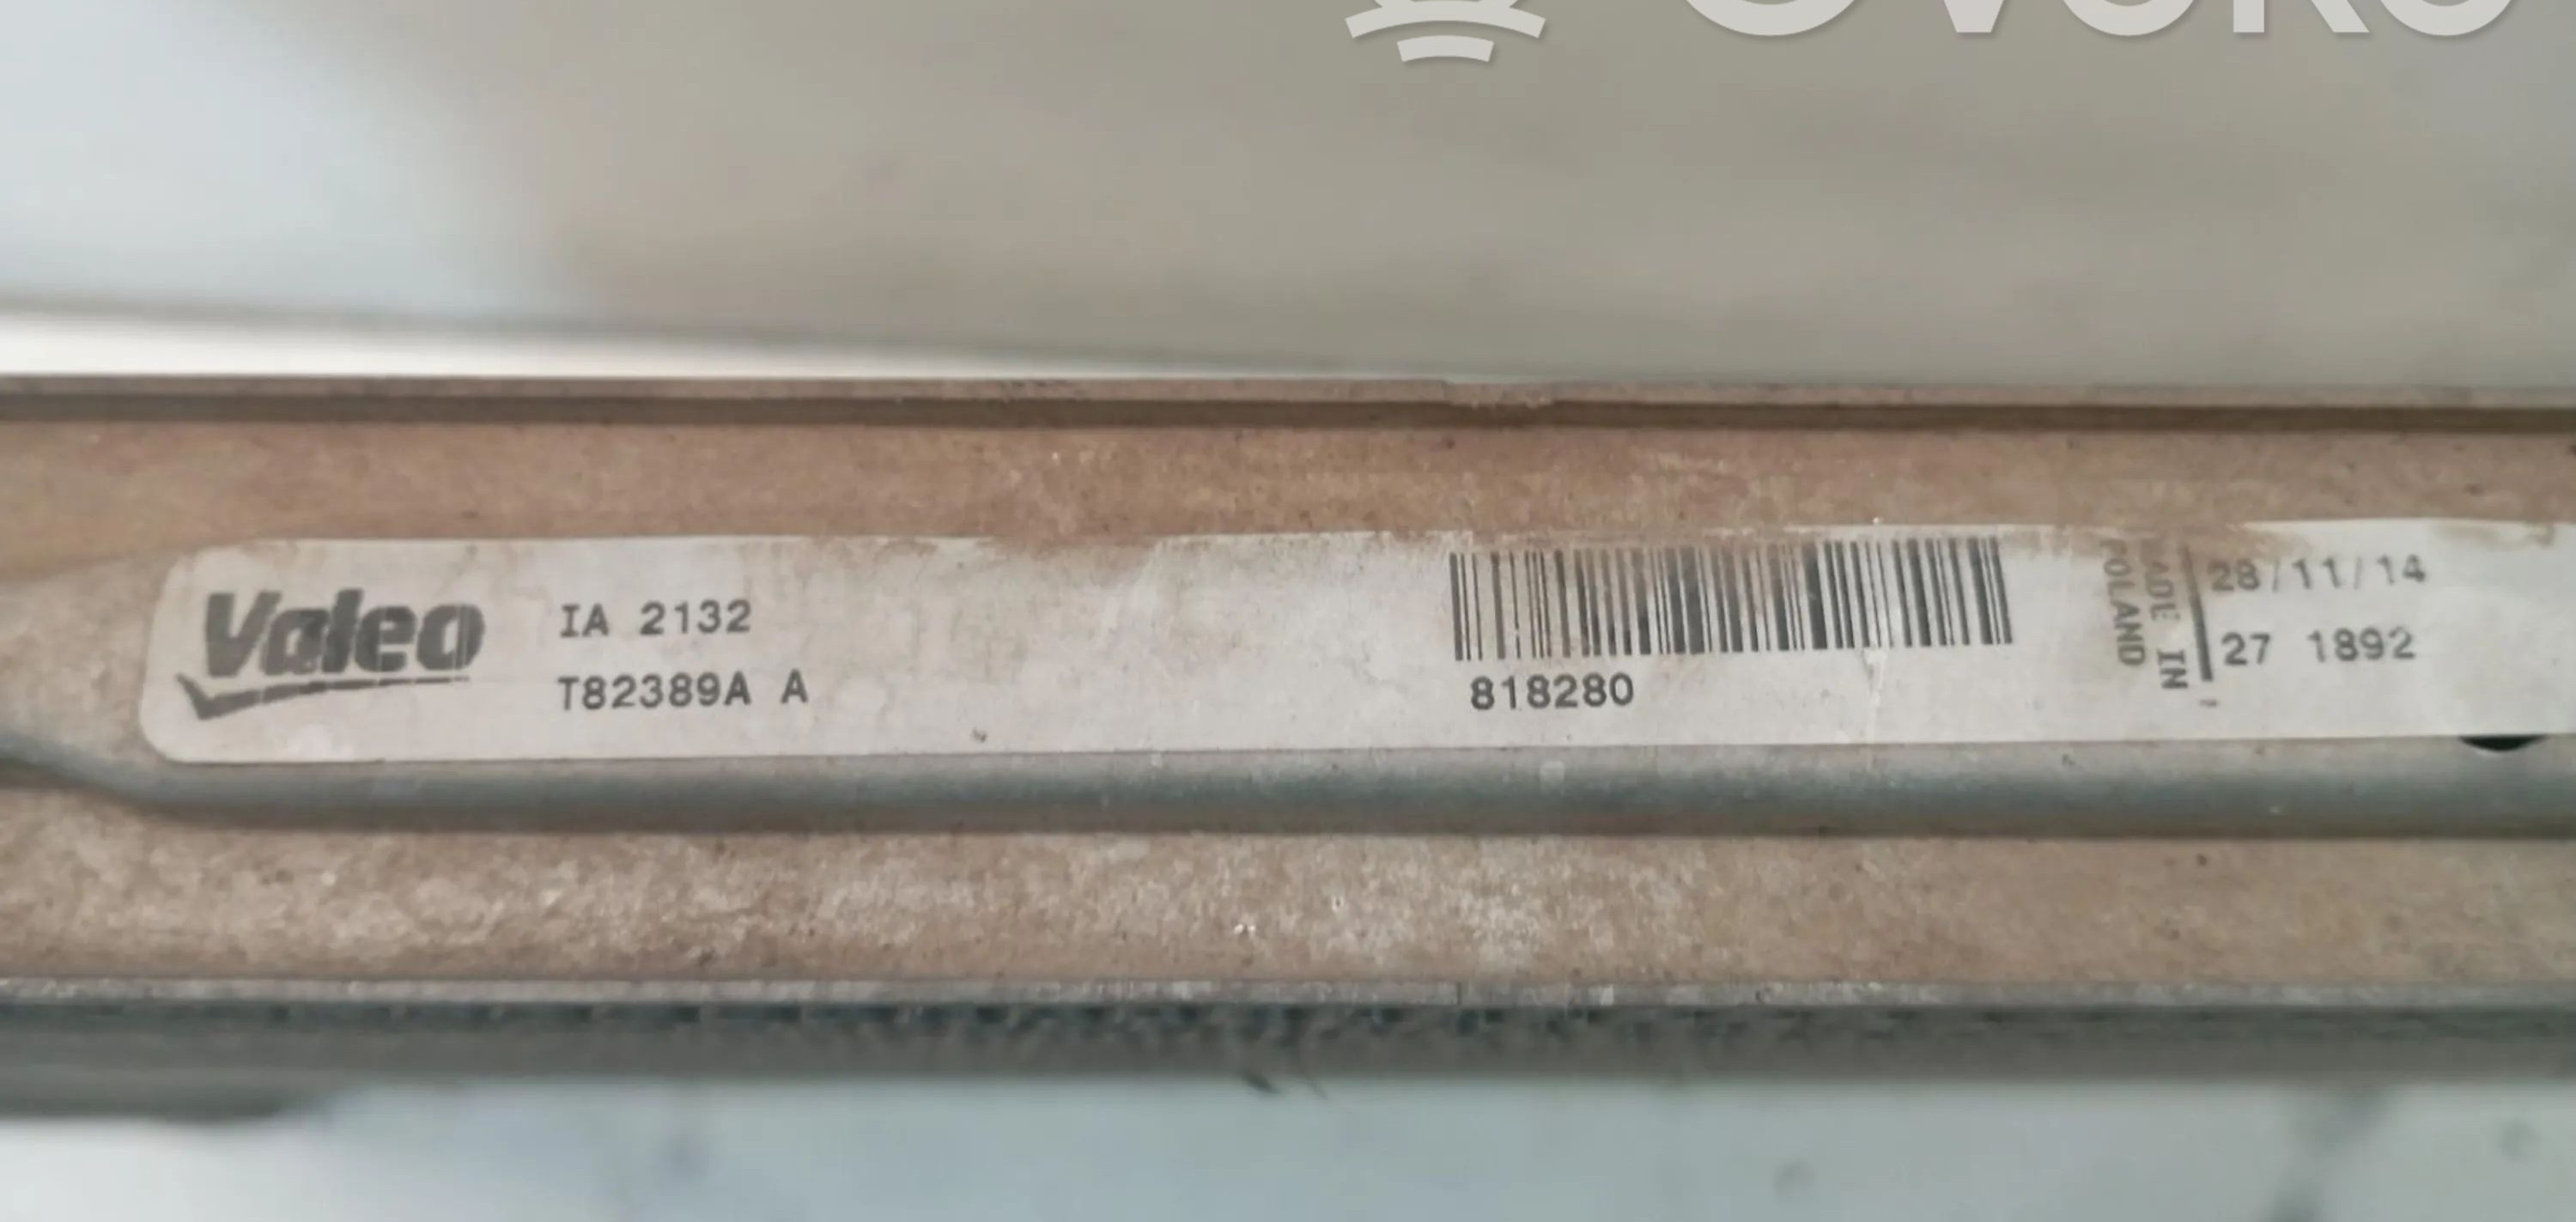 Valeo
IA 2132
T82389A A
818280
MADE IN
POLAND
28/11/14
27 1892